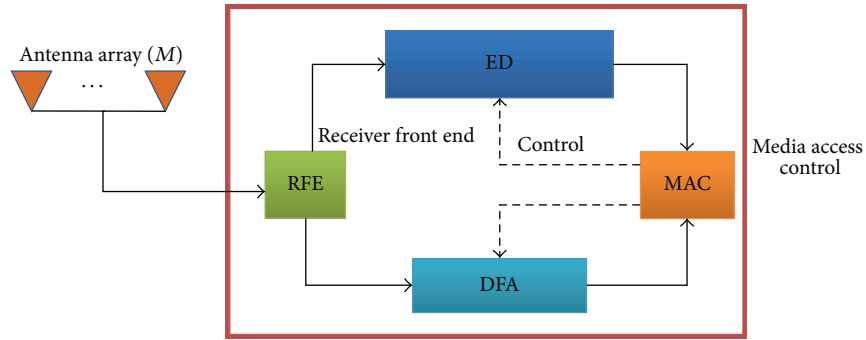 Antenna array (M)
...
ED
Receiver front end
Control
Media access
control
RFE
MAC
DFA